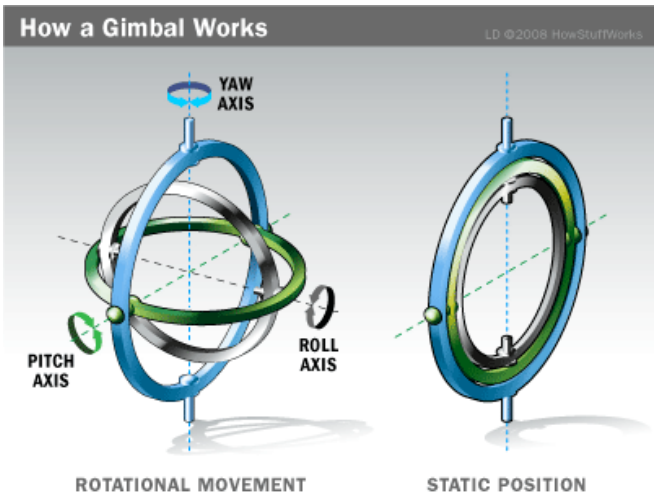 How a Gimbal Works
LD ©2008 HowStuffWorks
YAW
AXIS
ROLL
AXIS
PITCH
AXIS
ROTATIONAL MOVEMENT
STATIC POSITION